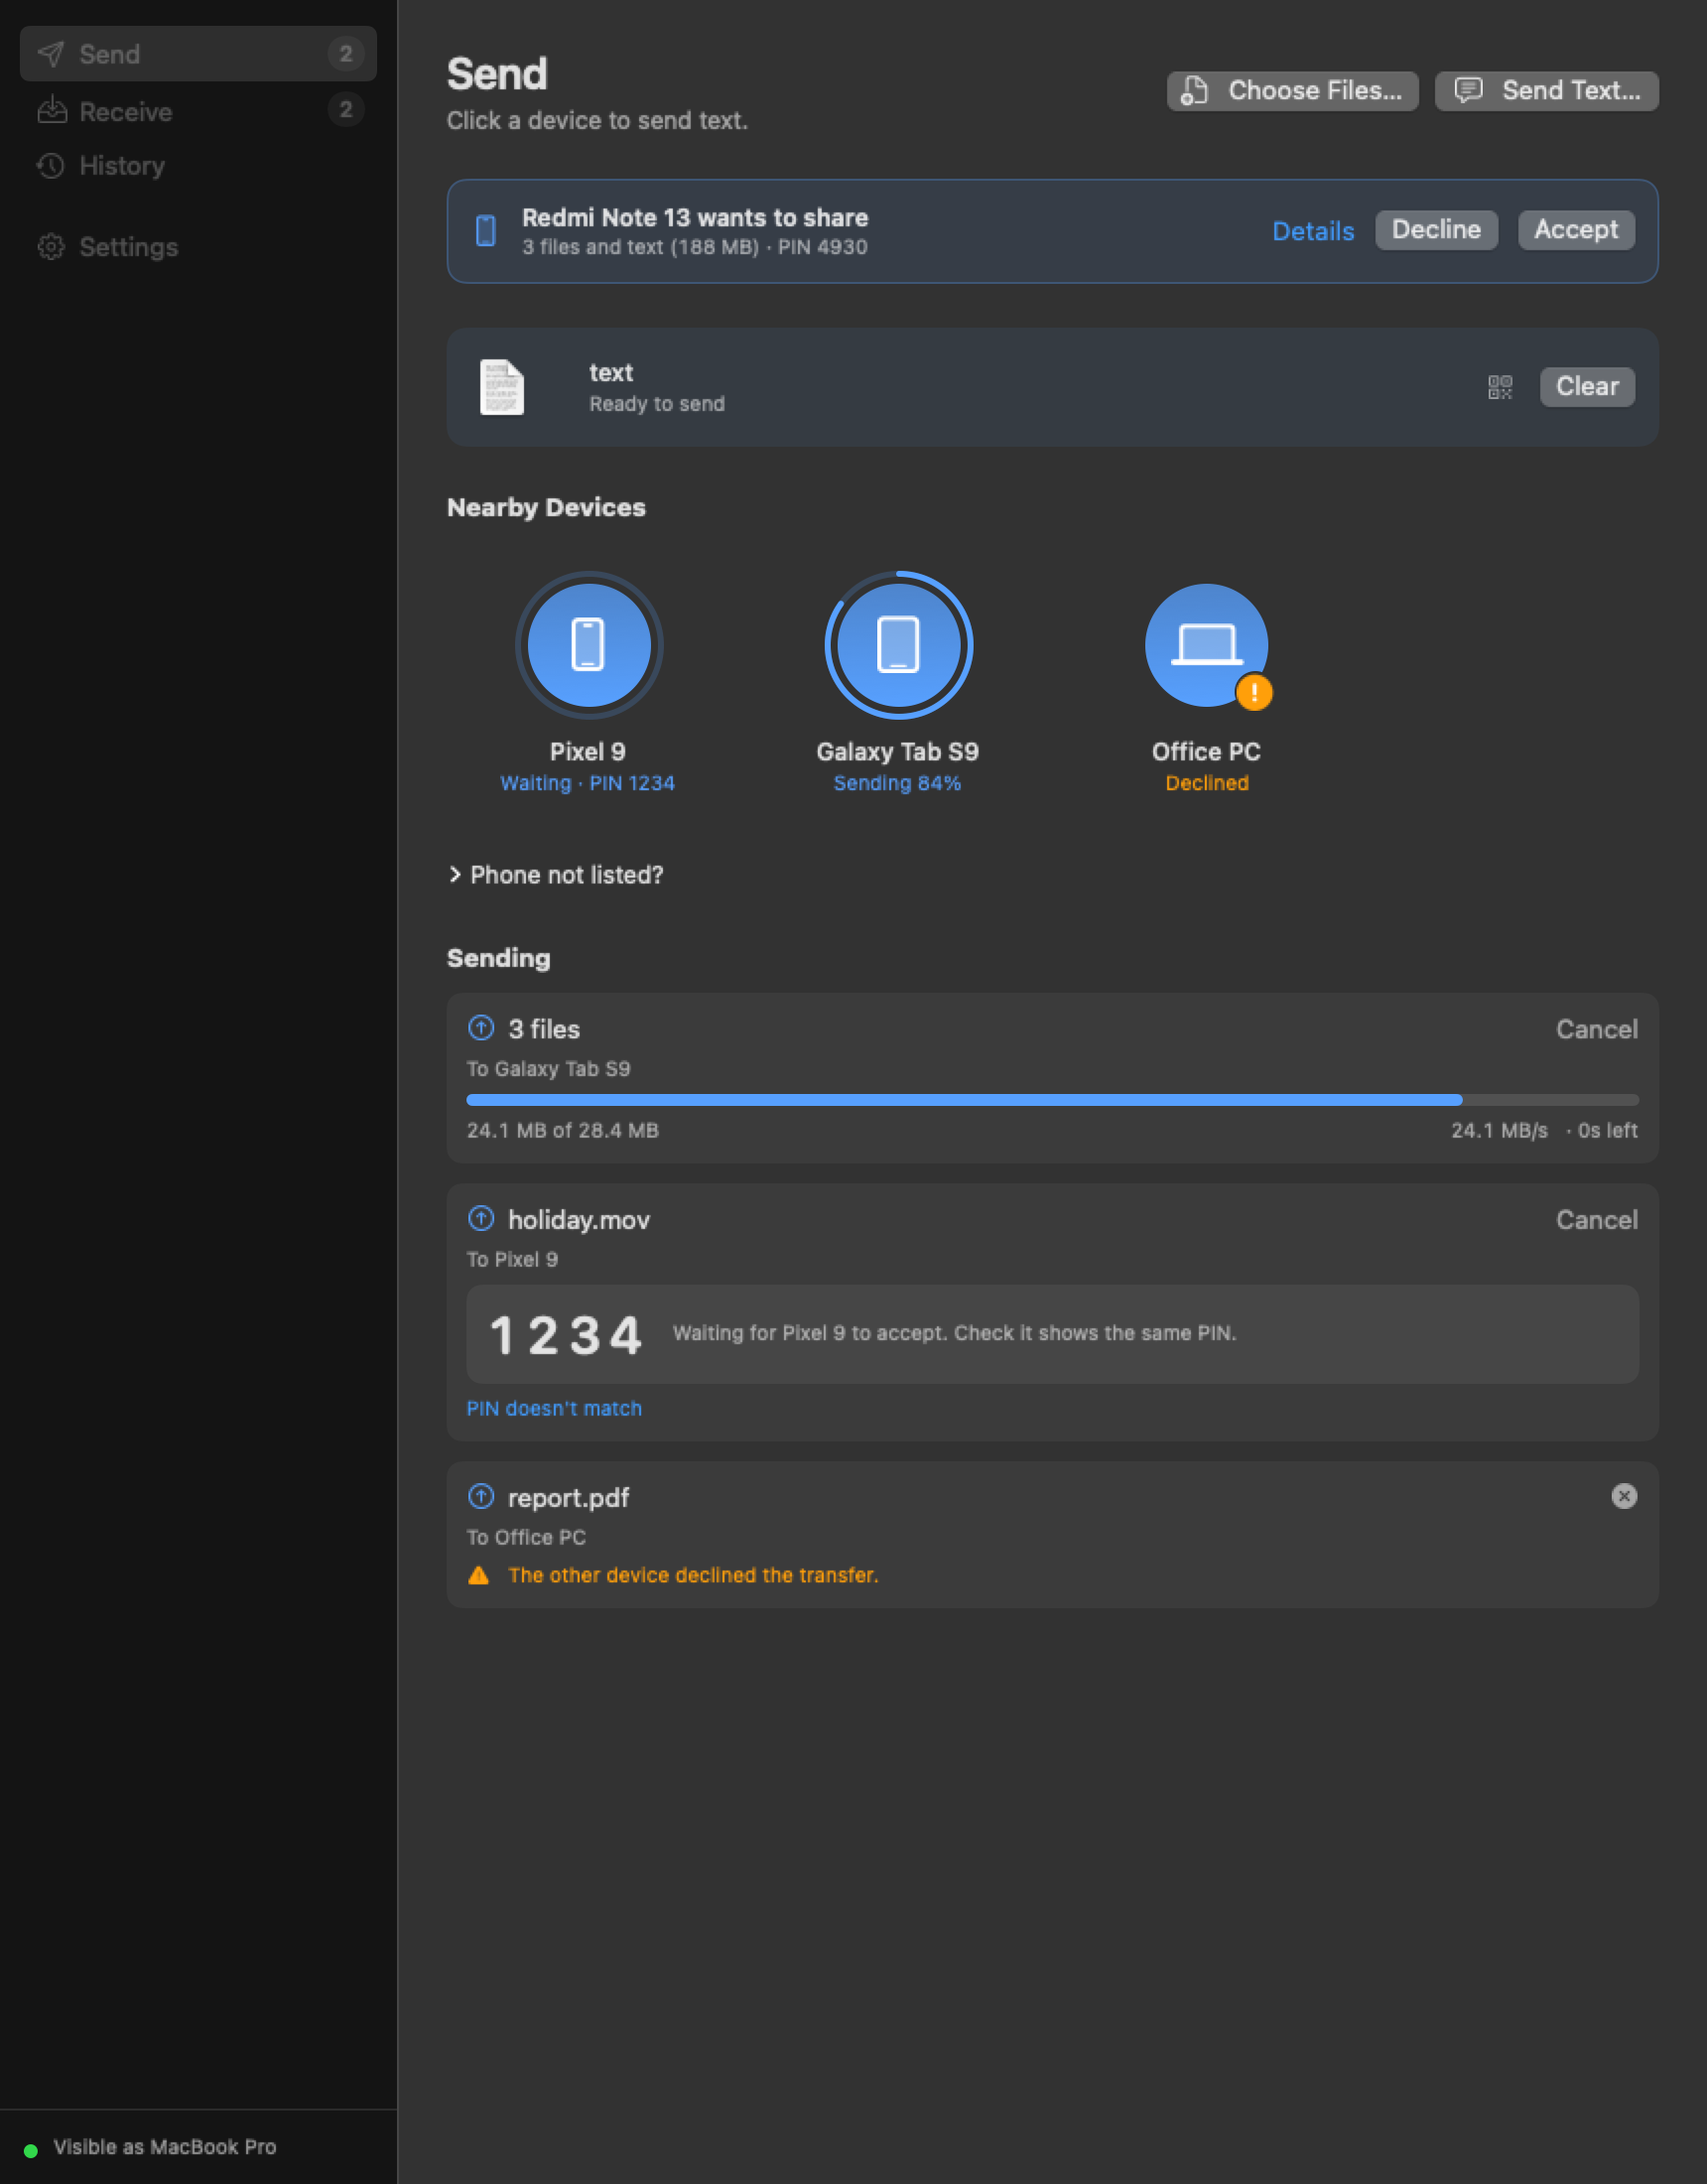 Send 2
Receive 2
History
Settings
Visible as MacBook Pro
Send
Click a device to send text.
Choose Files...
Send Text...
Redmi Note 13 wants to share
3 files and text (188 MB) · PIN 4930
Details
Decline
Accept
text
Ready to send
Clear
Nearby Devices
Pixel 9
Waiting · PIN 1234
Galaxy Tab S9
Sending 84%
Office PC
Declined
Phone not listed?
Sending
3 files
Cancel
To Galaxy Tab S9
24.1 MB of 28.4 MB
24.1 MB/s · 0s left
holiday.mov
Cancel
To Pixel 9
1234
Waiting for Pixel 9 to accept. Check it shows the same PIN.
PIN doesn't match
report.pdf
To Office PC
The other device declined the transfer.